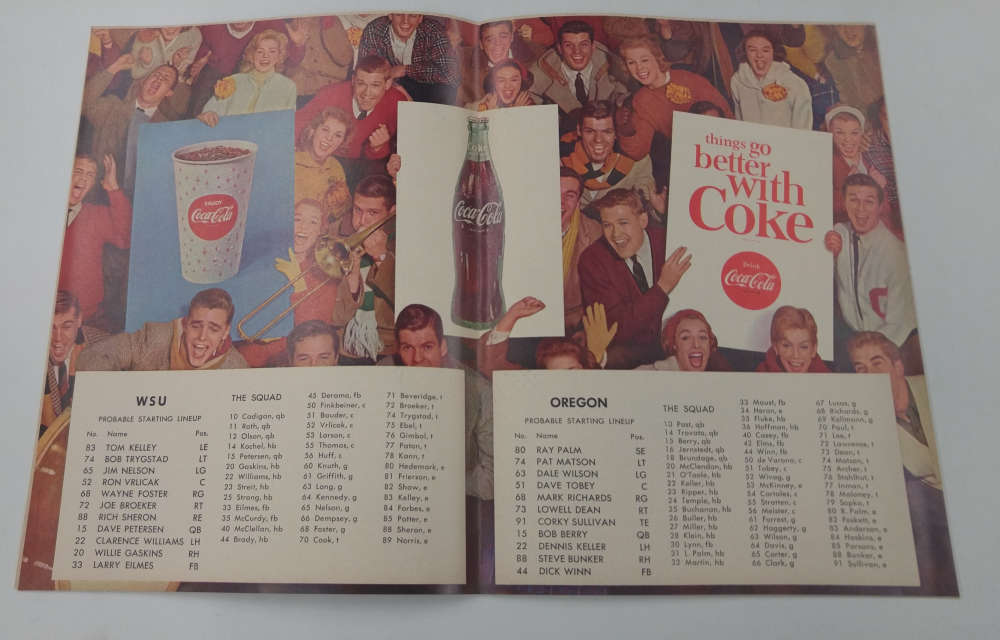 ENJOY
Coca-Cola
Coke
Coca-Cola
things go
better
with
Coke
Drink
Coca-Cola
WSU
PROBABLE STARTING LINEUP
No. Name Pos.
83 TOM KELLEY LE
74 BOB TRYGSTAD LT
65 JIM NELSON LG
52 RON VRLICAK C
68 WAYNE FOSTER RG
72 JOE BROEKER RT
88 RICH SHERON RE
15 DAVE PETERSEN QB
22 CLARENCE WILLIAMS LH
20 WILLIE GASKINS RH
33 LARRY EILMES FB
THE SQUAD
10 Cadigan, qb
11 Roth, qb
12 Olson, qb
14 Kachel, hb
15 Petersen, qb
20 Gaskins, hb
22 Williams, hb
23 Streit, hb
25 Strong, hb
33 Eilmes, fb
35 McCurdy, fb
40 McClellan, hb
44 Brady, hb
45 Deramo, fb
50 Finkbeiner, c
51 Bauder, c
52 Vrlicak, c
53 Larson, c
55 Thomas, c
56 Huff, c
60 Knuth, g
61 Griffith, g
63 Long, g
64 Kennedy, g
65 Nelson, g
66 Dempsey, g
68 Foster, g
70 Cook, t
71 Beveridge, t
72 Broeker, t
74 Trygstad, t
75 Ebel, t
76 Gimbol, t
77 Paton, t
78 Kann, t
80 Hedemark, e
81 Frierson, e
82 Shaw, e
83 Kelley, e
84 Forbes, e
85 Potter, e
88 Sheron, e
89 Norris, e
OREGON
PROBABLE STARTING LINEUP
No. Name Pos.
80 RAY PALM SE
74 PAT MATSON LT
63 DALE WILSON LG
51 DAVE TOBEY C
68 MARK RICHARDS RG
73 LOWELL DEAN RT
91 CORKY SULLIVAN TE
15 BOB BERRY QB
22 DENNIS KELLER LH
88 STEVE BUNKER RH
44 DICK WINN FB
THE SQUAD
10 Post, qb
14 Trovato, qb
15 Berry, qb
16 Jernstedt, qb
18 Brundage, qb
20 McClendon, hb
21 O'Toole, hb
22 Keller, hb
23 Ripper, hb
24 Temple, hb
25 Buchanan, hb
26 Buller, hb
27 Miller, hb
28 Klein, hb
30 Lynn, fb
31 L. Palm, hb
32 Martin, hb
33 Moust, fb
34 Heron, e
35 Fluke, hb
36 Hoffman, hb
40 Casey, fb
42 Elms, fb
44 Winn, fb
50 de Varona, c
51 Tobey, c
52 Wivag, g
53 McKinney, e
54 Carioles, c
55 Stratten, c
56 Meister, c
61 Forrest, g
62 Haggerty, g
63 Wilson, g
64 Davis, g
65 Carter, g
66 Clark, g
67 Lucas, g
68 Richards, g
69 Kollmann, g
70 Paul, t
71 Lee, t
72 Lawrence, t
73 Dean, t
74 Matson, t
75 Archer, t
76 Stahlhut, t
77 Inman, t
78 Maloney, t
79 Sapko, t
80 R. Palm, e
82 Foskett, e
83 Anderson, e
84 Haskins, e
85 Parsons, e
88 Bunker, e
91 Sullivan, e